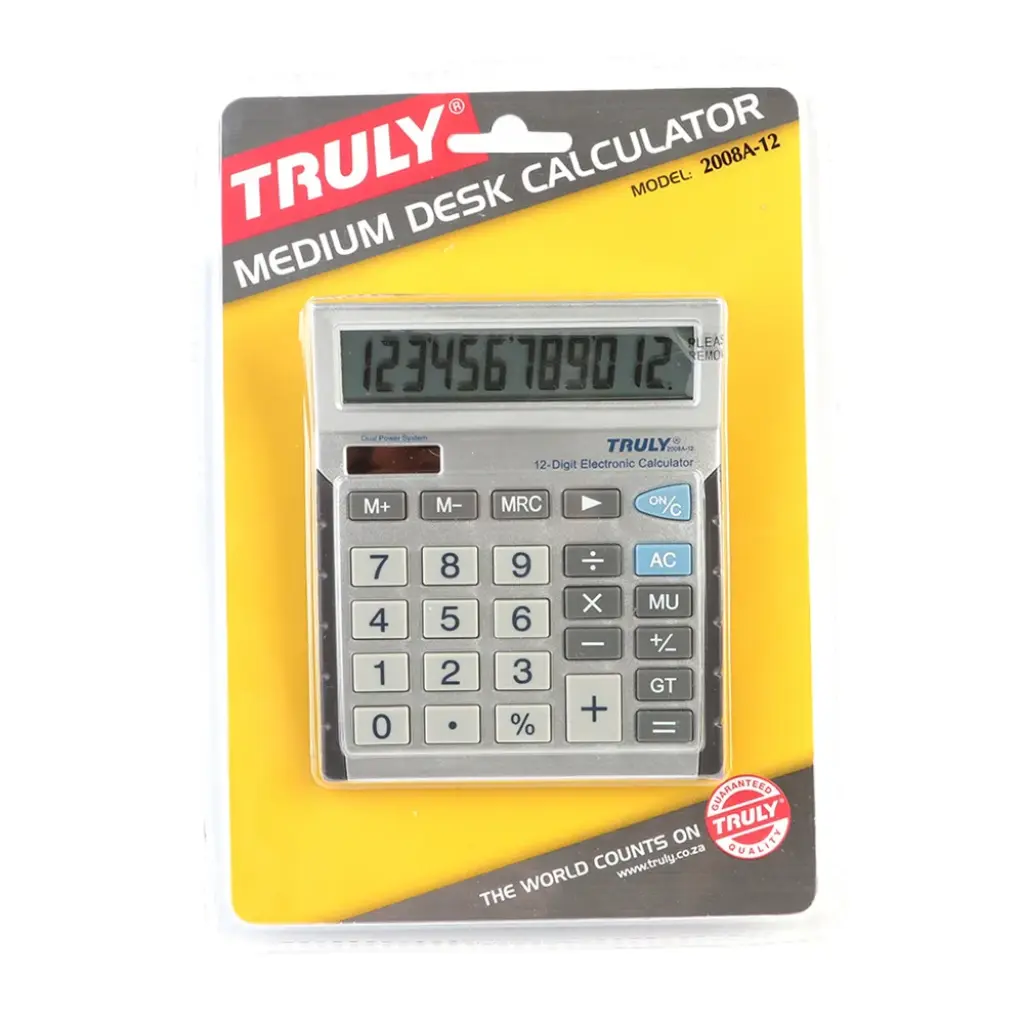 TRULY®
MEDIUM DESK CALCULATOR
MODEL: 2008A-12
123456789012.
PLEAS
REMO
Dual Power System
TRULY®
2008A-12
12-Digit Electronic Calculator
M+ M− MRC ▶ ON/C
7 8 9 ÷ AC
4 5 6 × MU
− +/−
1 2 3 + GT
0 . % =
THE WORLD COUNTS ON
www.truly.co.za
GUARANTEED
TRULY®
QUALITY